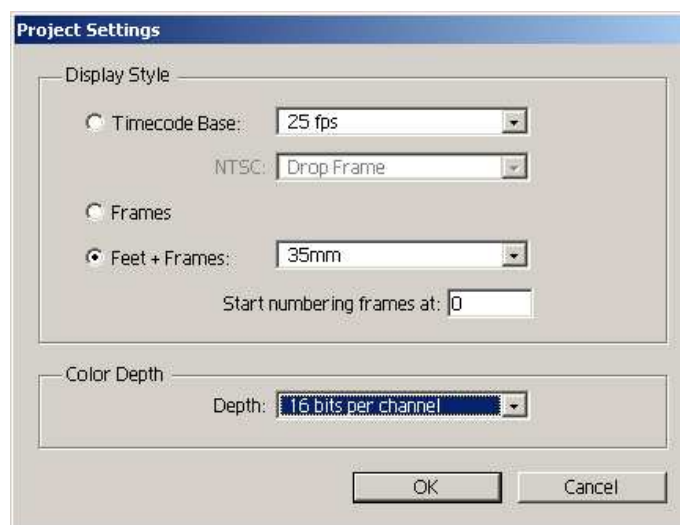 Project Settings
Display Style
Timecode Base: 25 fps
NTSC: Drop Frame
Frames
Feet + Frames: 35mm
Start numbering frames at: 0
Color Depth
Depth: 16 bits per channel
OK Cancel